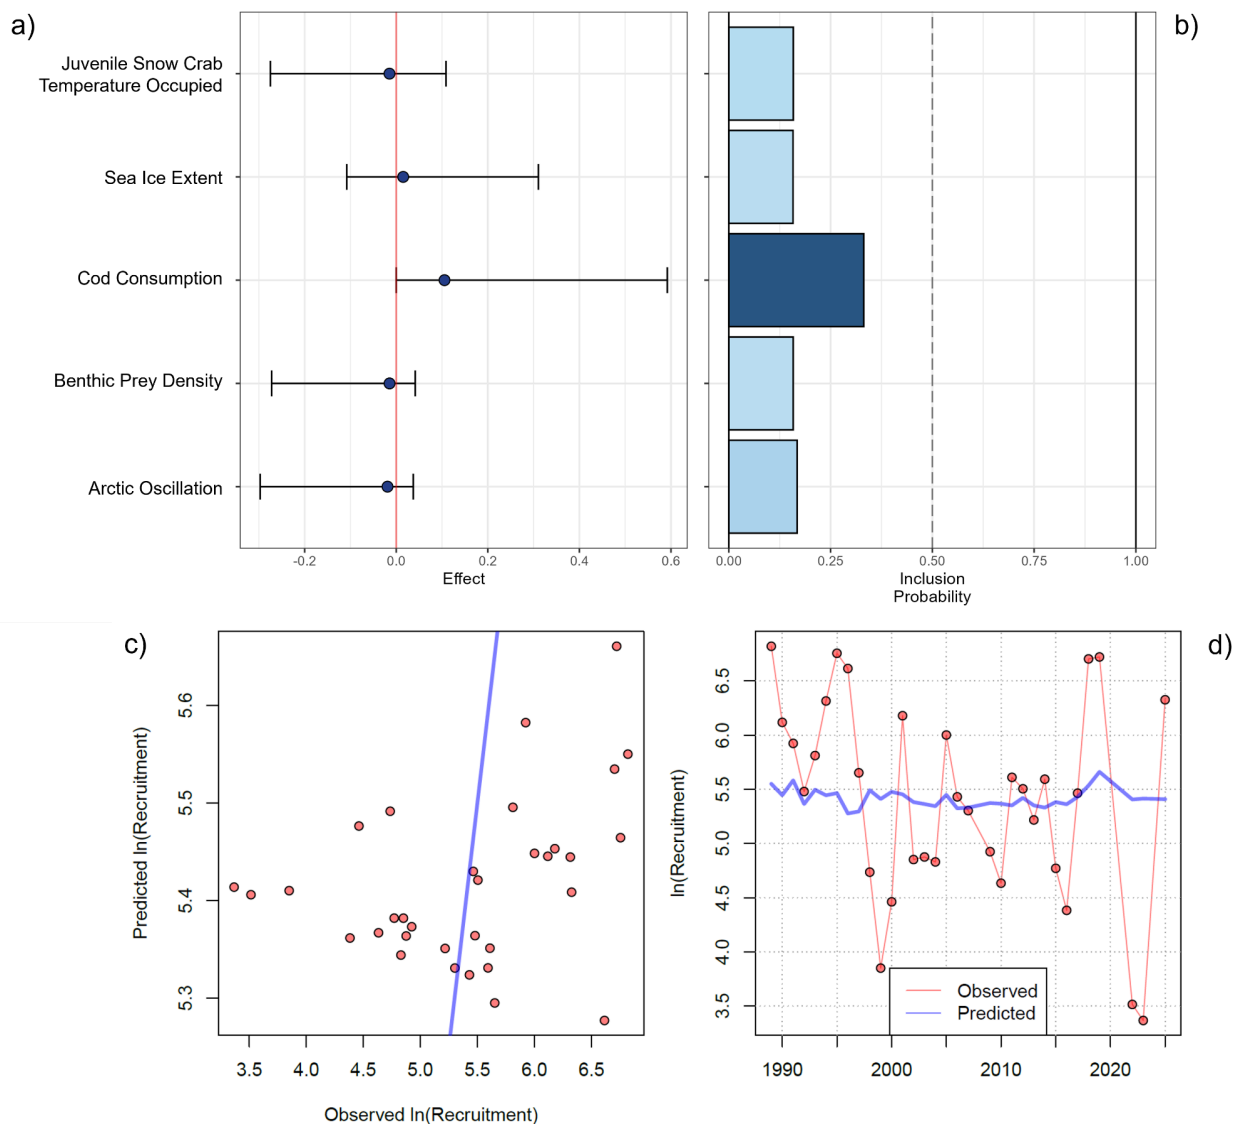 a)
b)
Juvenile Snow Crab
Temperature Occupied
Sea Ice Extent
Cod Consumption
Benthic Prey Density
Arctic Oscillation
-0.2 0.0 0.2 0.4 0.6
Effect
0.00 0.25 0.50 0.75 1.00
Inclusion
Probability
c)
Predicted ln(Recruitment)
5.6
5.5
5.4
5.3
3.5 4.0 4.5 5.0 5.5 6.0 6.5
Observed ln(Recruitment)
d)
ln(Recruitment)
6.5
6.0
5.5
5.0
4.5
4.0
3.5
Observed
Predicted
1990 2000 2010 2020